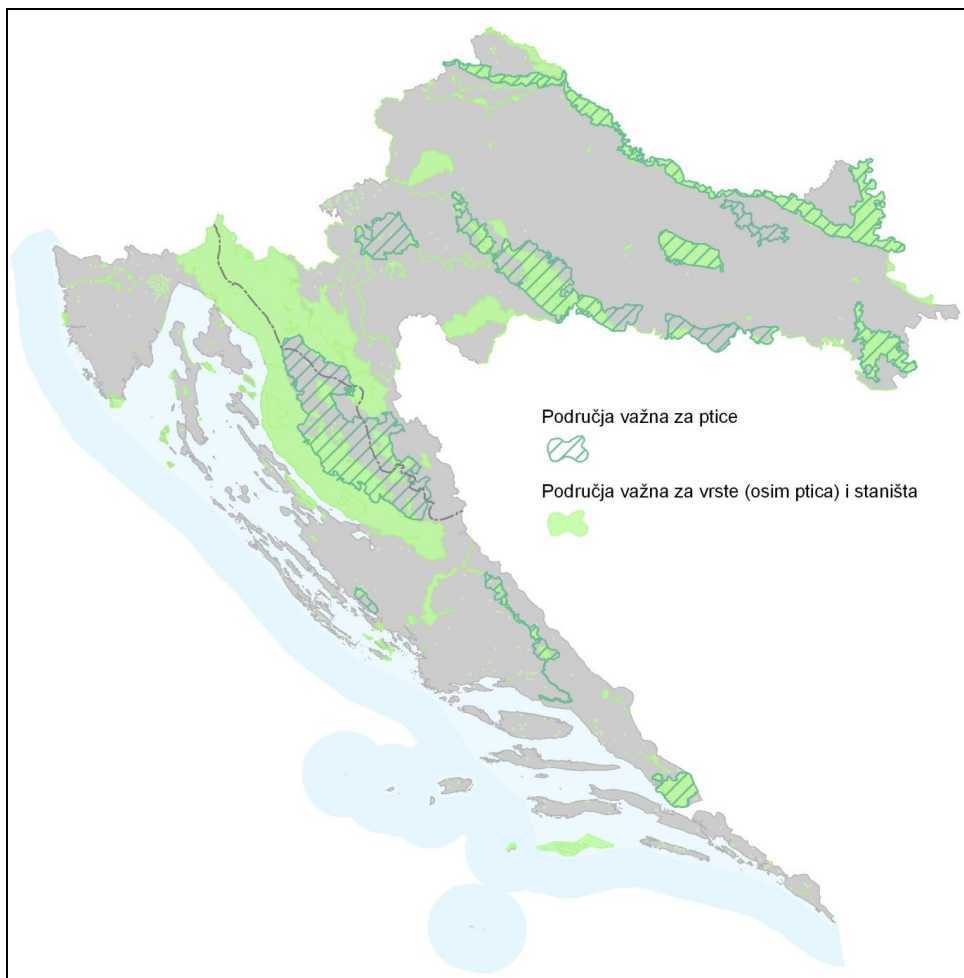 Područja važna za ptice
Područja važna za vrste (osim ptica) i staništa